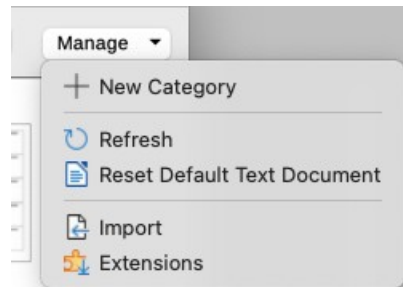 Manage
New Category
Refresh
Reset Default Text Document
Import
Extensions